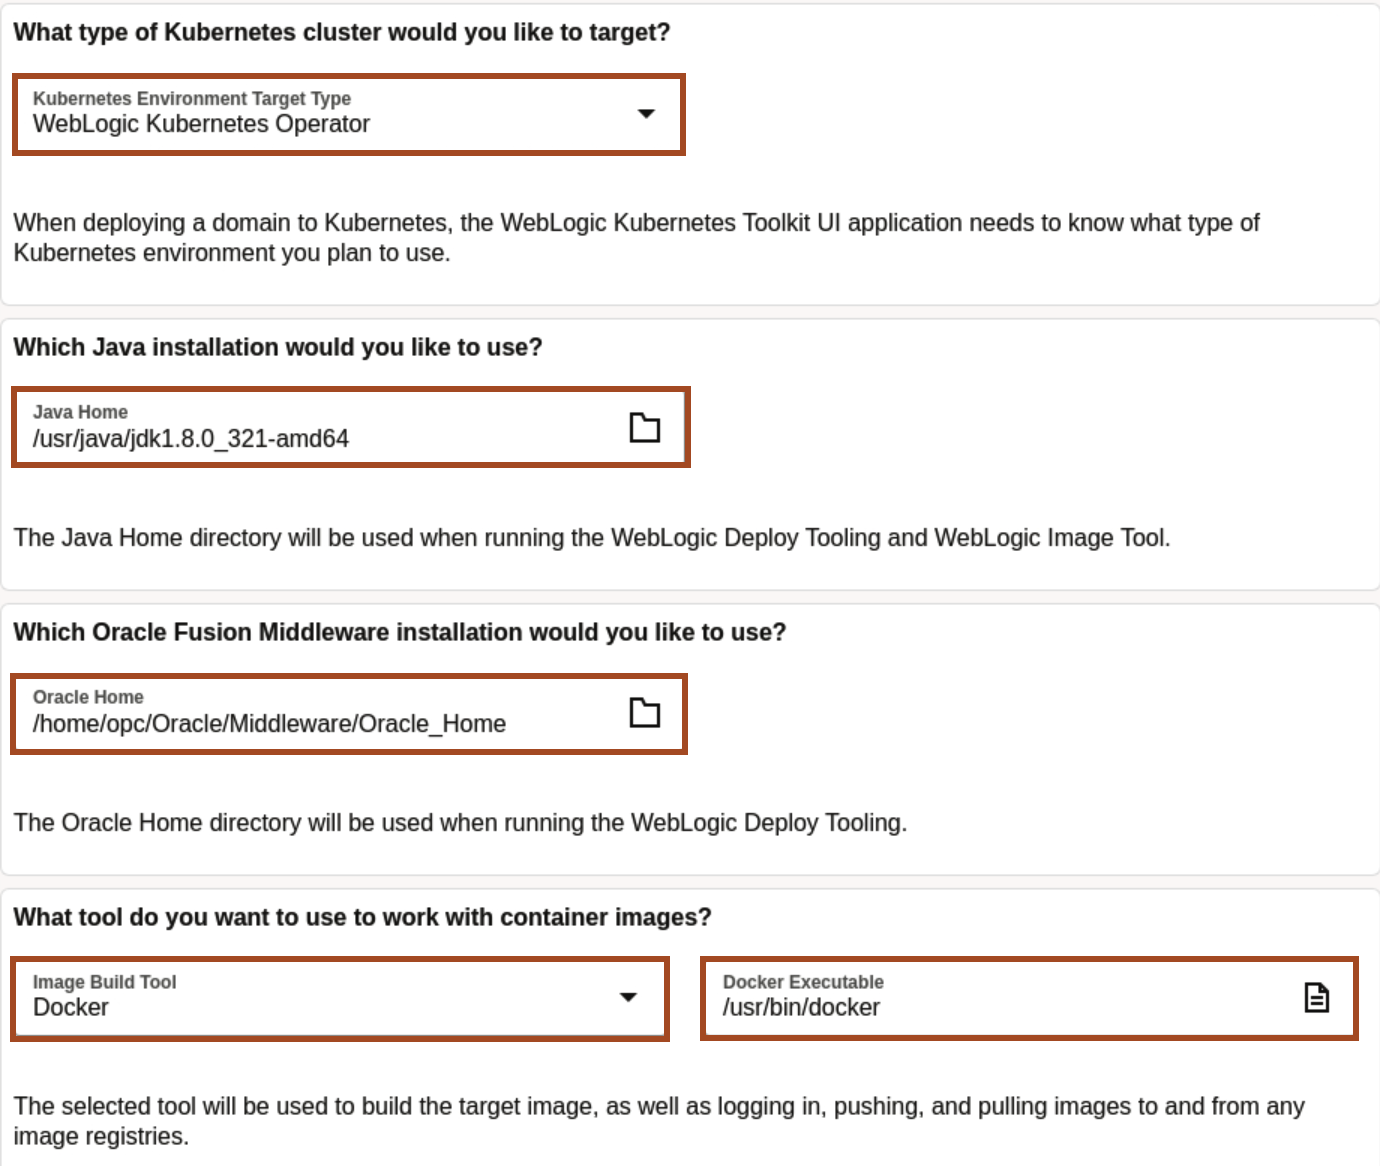 What type of Kubernetes cluster would you like to target?
Kubernetes Environment Target Type
WebLogic Kubernetes Operator
When deploying a domain to Kubernetes, the WebLogic Kubernetes Toolkit UI application needs to know what type of
Kubernetes environment you plan to use.
Which Java installation would you like to use?
Java Home
/usr/java/jdk1.8.0_321-amd64
The Java Home directory will be used when running the WebLogic Deploy Tooling and WebLogic Image Tool.
Which Oracle Fusion Middleware installation would you like to use?
Oracle Home
/home/opc/Oracle/Middleware/Oracle_Home
The Oracle Home directory will be used when running the WebLogic Deploy Tooling.
What tool do you want to use to work with container images?
Image Build Tool
Docker
Docker Executable
/usr/bin/docker
The selected tool will be used to build the target image, as well as logging in, pushing, and pulling images to and from any
image registries.